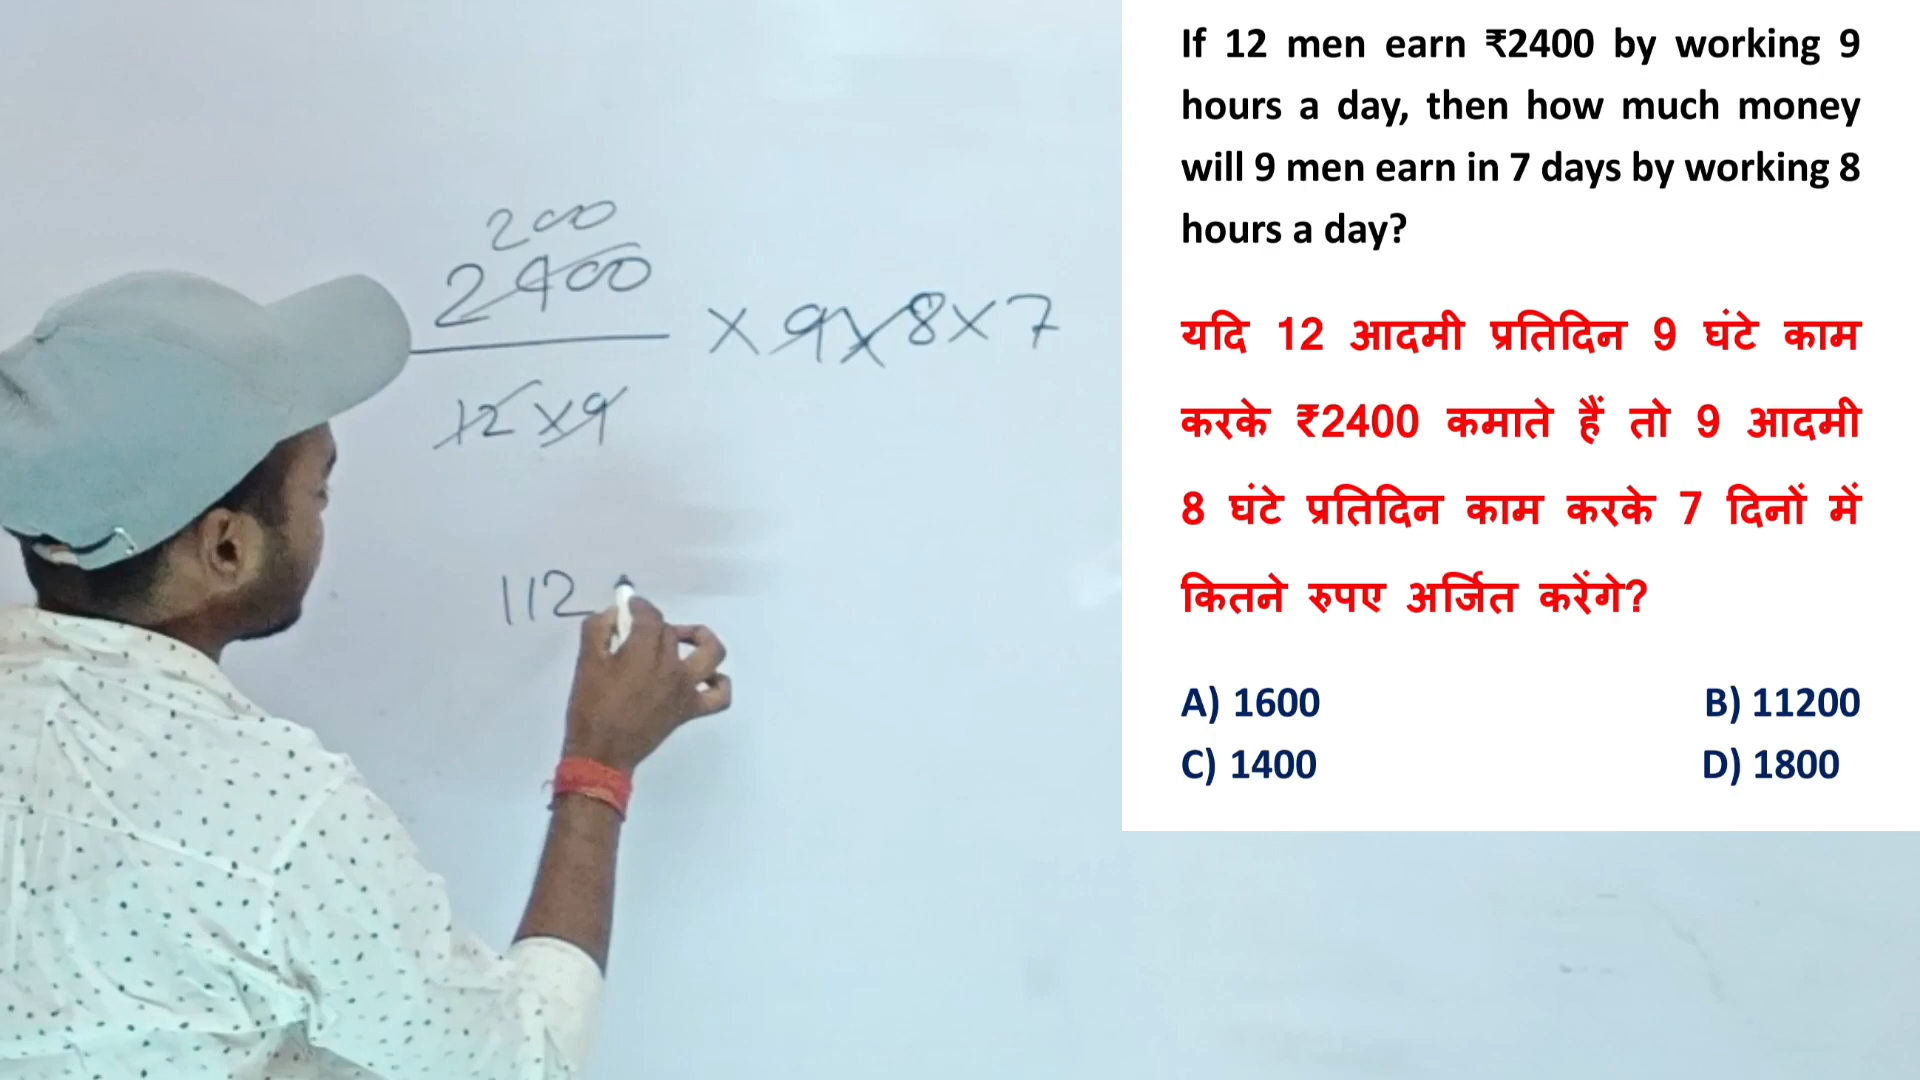 200
2400
× 9 × 8 × 7
12 × 9
112
If 12 men earn ₹2400 by working 9
hours a day, then how much money
will 9 men earn in 7 days by working 8
hours a day?
यदि 12 आदमी प्रतिदिन 9 घंटे काम
करके ₹2400 कमाते हैं तो 9 आदमी
8 घंटे प्रतिदिन काम करके 7 दिनों में
कितने रुपए अर्जित करेंगे?
A) 1600 B) 11200
C) 1400 D) 1800